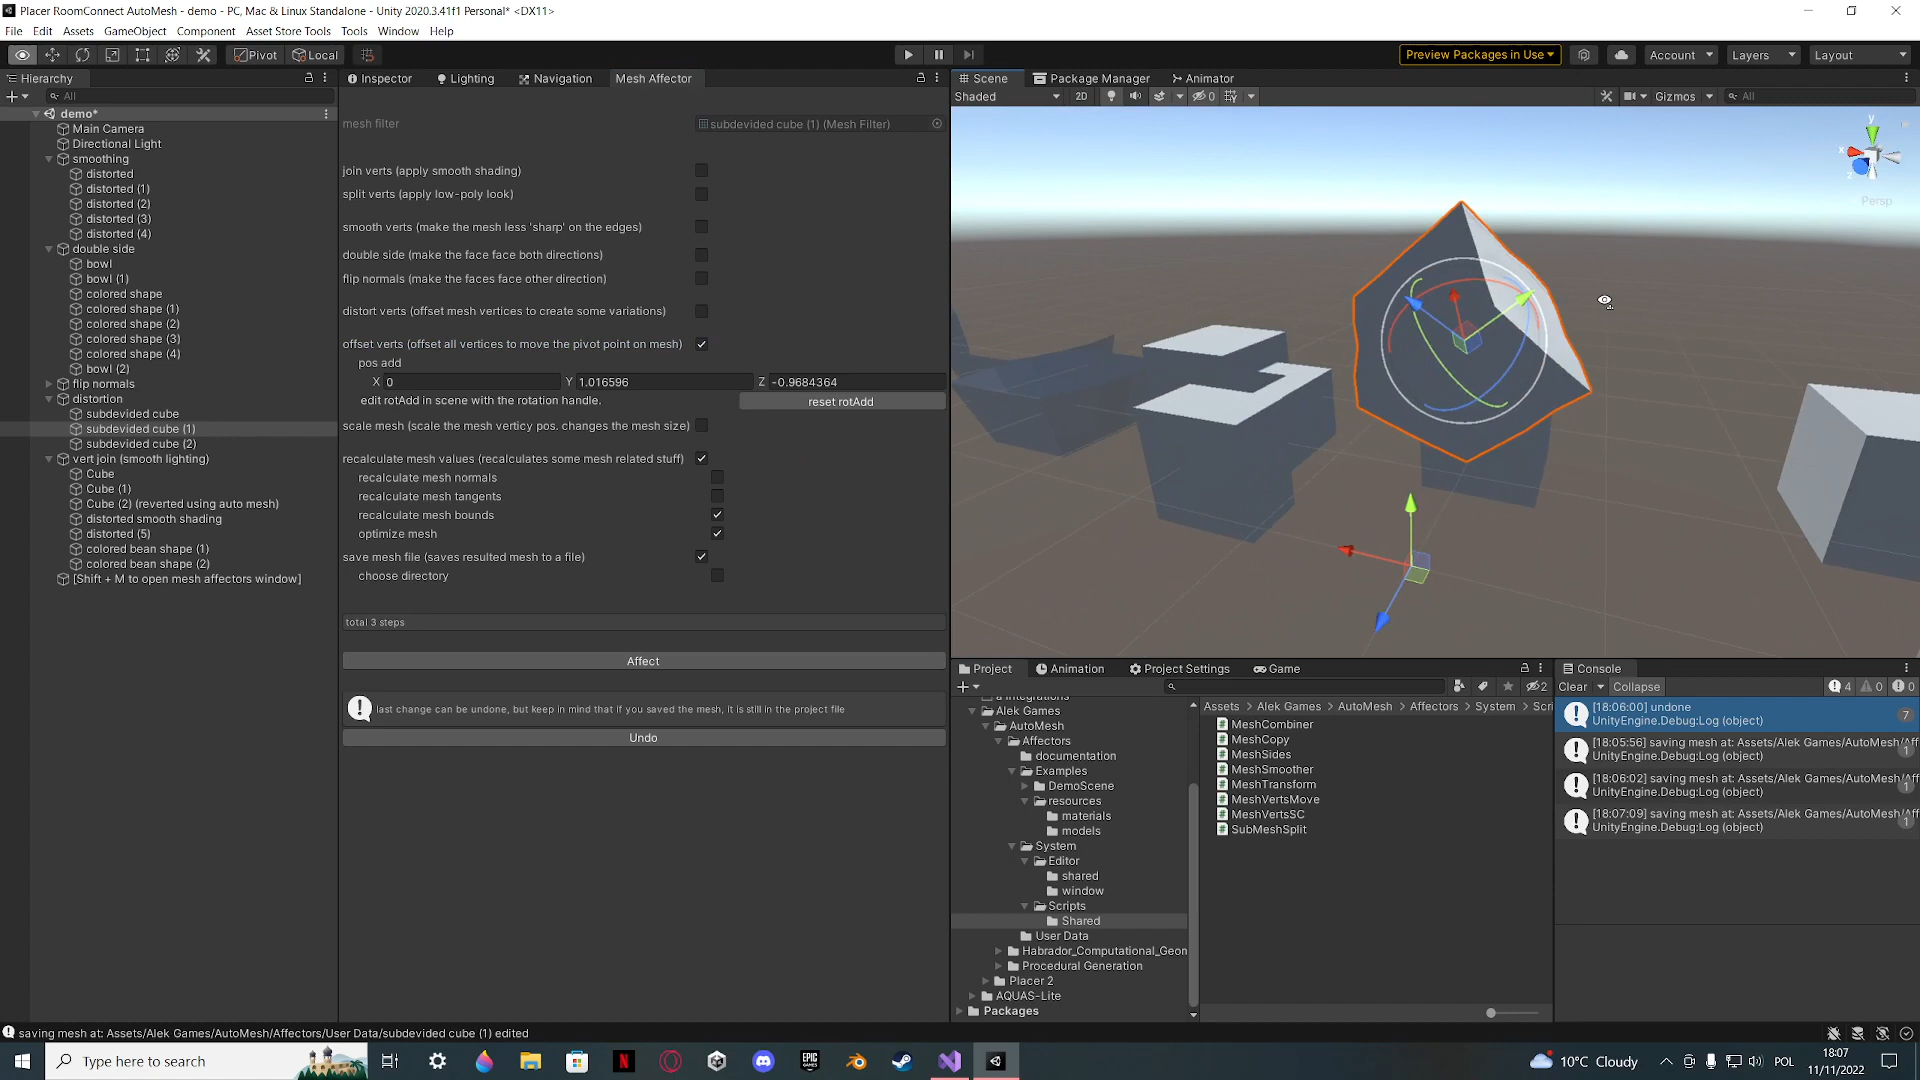 Placer RoomConnect AutoMesh - demo - PC, Mac & Linux Standalone - Unity 2020.3.41f1 Personal* <DX11>
File Edit Assets GameObject Component Asset Store Tools Tools Window Help
Pivot Local Preview Packages in Use Account Layers Layout
Hierarchy Inspector Lighting Navigation Mesh Affector Scene Package Manager Animator
All
Shaded 2D 0 Gizmos All
demo*
Main Camera
Directional Light
smoothing
distorted
distorted (1)
distorted (2)
distorted (3)
distorted (4)
double side
bowl
bowl (1)
colored shape
colored shape (1)
colored shape (2)
colored shape (3)
colored shape (4)
bowl (2)
flip normals
distortion
subdevided cube
subdevided cube (1)
subdevided cube (2)
vert join (smooth lighting)
Cube
Cube (1)
Cube (2) (reverted using auto mesh)
distorted smooth shading
distorted (5)
colored bean shape (1)
colored bean shape (2)
[Shift + M to open mesh affectors window]
mesh filter subdevided cube (1) (Mesh Filter)
join verts (apply smooth shading)
split verts (apply low-poly look)
smooth verts (make the mesh less 'sharp' on the edges)
double side (make the face face both directions)
flip normals (make the faces face other direction)
distort verts (offset mesh vertices to create some variations)
offset verts (offset all vertices to move the pivot point on mesh)
pos add
X 0 Y 1.016596 Z -0.9684364
edit rotAdd in scene with the rotation handle. reset rotAdd
scale mesh (scale the mesh verticy pos. changes the mesh size)
recalculate mesh values (recalculates some mesh related stuff)
recalculate mesh normals
recalculate mesh tangents
recalculate mesh bounds
optimize mesh
save mesh file (saves resulted mesh to a file)
choose directory
total 3 steps
Affect
last change can be undone, but keep in mind that if you saved the mesh, it is still in the project file
Undo
y
x
z
Persp
Project Animation Project Settings Game
2
Alek Games
AutoMesh
Affectors
documentation
Examples
DemoScene
resources
materials
models
System
Editor
shared
window
Scripts
Shared
User Data
Habrador_Computational_Geon
Procedural Generation
Placer 2
AQUAS-Lite
Packages
Assets > Alek Games > AutoMesh > Affectors > System > Scri
MeshCombiner
MeshCopy
MeshSides
MeshSmoother
MeshTransform
MeshVertsMove
MeshVertsSC
SubMeshSplit
Console
Clear Collapse 4 0 0
[18:06:00] undone
UnityEngine.Debug:Log (object) 7
[18:05:56] saving mesh at: Assets/Alek Games/AutoMesh/Aff
UnityEngine.Debug:Log (object) 1
[18:06:02] saving mesh at: Assets/Alek Games/AutoMesh/Aff
UnityEngine.Debug:Log (object) 1
[18:07:09] saving mesh at: Assets/Alek Games/AutoMesh/Aff
UnityEngine.Debug:Log (object) 1
saving mesh at: Assets/Alek Games/AutoMesh/Affectors/User Data/subdevided cube (1) edited
Type here to search
10°C Cloudy
POL
18:07
11/11/2022